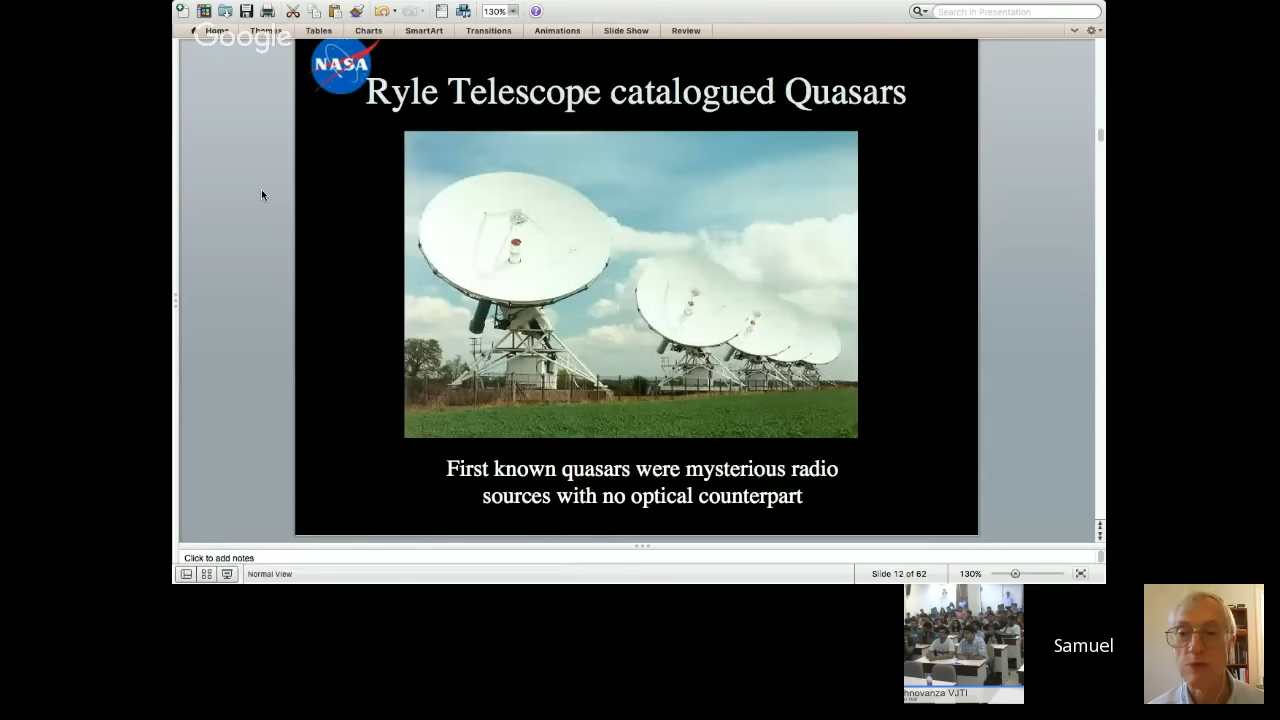 130%
Search in Presentation
Home Themes Tables Charts SmartArt Transitions Animations Slide Show Review
Google
NASA
Ryle Telescope catalogued Quasars
First known quasars were mysterious radio
sources with no optical counterpart
Click to add notes
Normal View
Slide 12 of 62
130%
Samuel
hnovanza VJTI